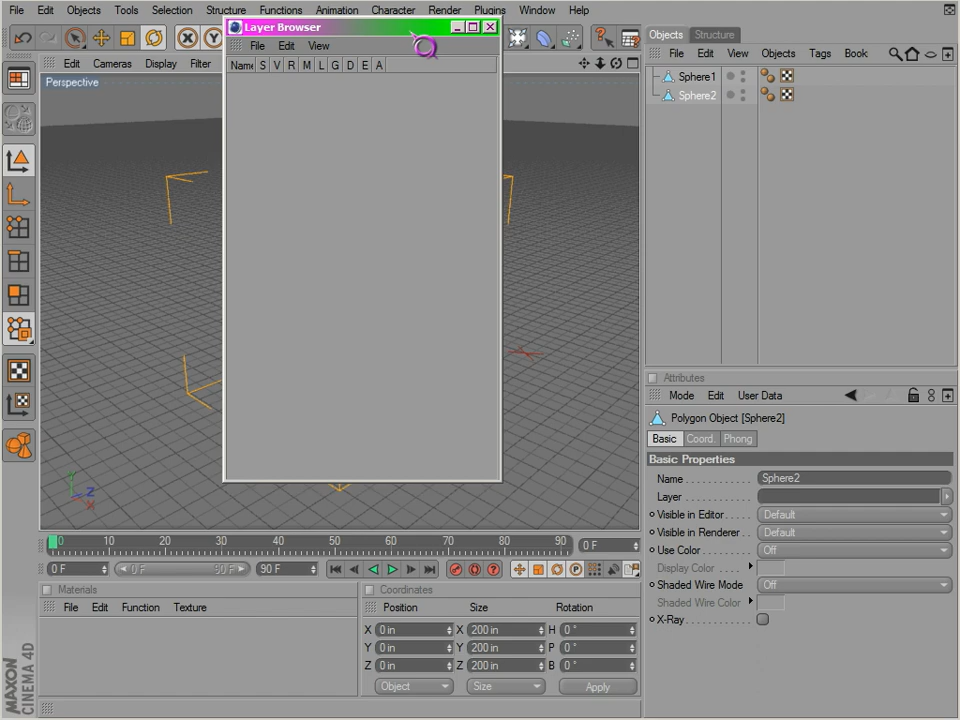 File Edit Objects Tools Selection Structure Functions Animation Character Render Plugins Window Help
Layer Browser
File Edit View
Name S V R M L G D E A
X Y
Edit Cameras Display Filter
Perspective
Y
Z
X
Objects Structure
File Edit View Objects Tags Book
Sphere1
Sphere2
Attributes
Mode Edit User Data
Polygon Object [Sphere2]
Basic Coord. Phong
Basic Properties
Name Sphere2
Layer
Visible in Editor Default
Visible in Renderer Default
Use Color Off
Display Color
Shaded Wire Mode Off
Shaded Wire Color
X-Ray
0 10 20 30 40 50 60 70 80 90 0 F
0 F 0 F 90 F 90 F
Materials
File Edit Function Texture
Coordinates
Position Size Rotation
X 0 in X 200 in H 0 °
Y 0 in Y 200 in P 0 °
Z 0 in Z 200 in B 0 °
Object Size Apply
MAXON
CINEMA 4D